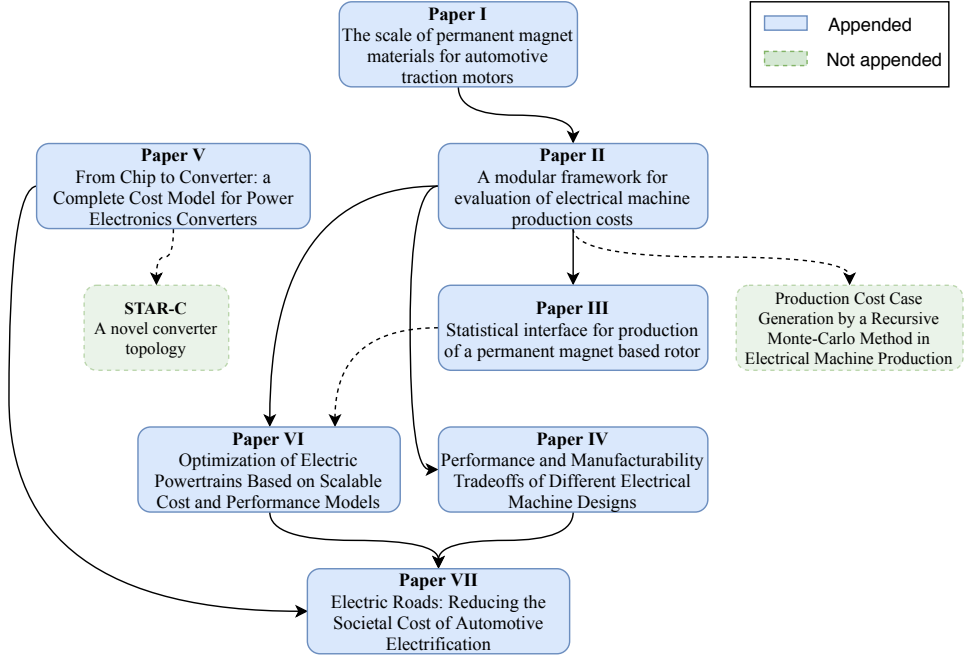 Paper I
The scale of permanent magnet
materials for automotive
traction motors
Appended
Not appended
Paper V
From Chip to Converter: a
Complete Cost Model for Power
Electronics Converters
Paper II
A modular framework for
evaluation of electrical machine
production costs
STAR-C
A novel converter
topology
Paper III
Statistical interface for production
of a permanent magnet based rotor
Production Cost Case
Generation by a Recursive
Monte-Carlo Method in
Electrical Machine Production
Paper VI
Optimization of Electric
Powertrains Based on Scalable
Cost and Performance Models
Paper IV
Performance and Manufacturability
Tradeoffs of Different Electrical
Machine Designs
Paper VII
Electric Roads: Reducing the
Societal Cost of Automotive
Electrification